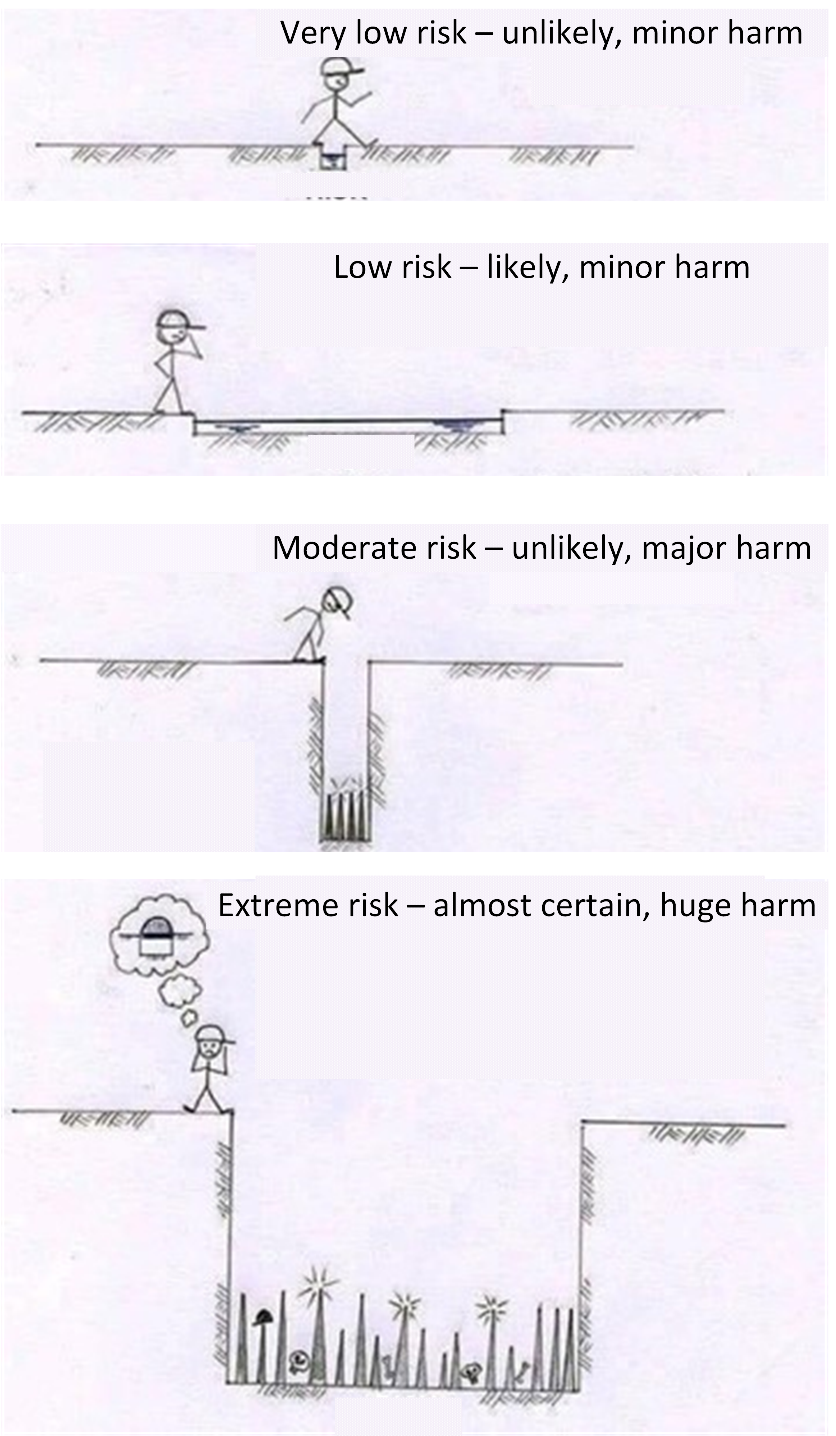 Very low risk – unlikely, minor harm
Low risk – likely, minor harm
Moderate risk – unlikely, major harm
Extreme risk – almost certain, huge harm